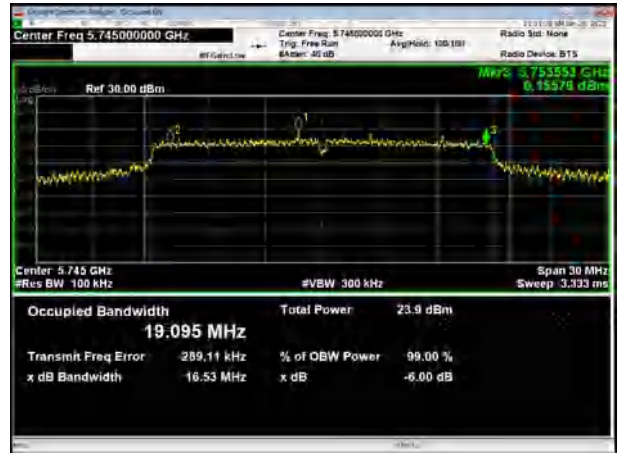 Center Freq 5.745000000 GHz
Center Freq: 5.745000000 GHz
Trig: Free Run
Avg|Hold: 100/100
#Atten: 40 dB
Radio Std: None
Radio Device: BTS
Ref 30.00 dBm
Mkr3 5.753553 GHz
0.15576 dBm
1
2
3
Center 5.745 GHz
Span 30 MHz
#Res BW 100 kHz
#VBW 300 kHz
Sweep 3.333 ms
Occupied Bandwidth
Total Power 23.9 dBm
19.095 MHz
Transmit Freq Error -289.11 kHz
% of OBW Power 99.00 %
x dB Bandwidth 16.53 MHz
x dB -6.00 dB